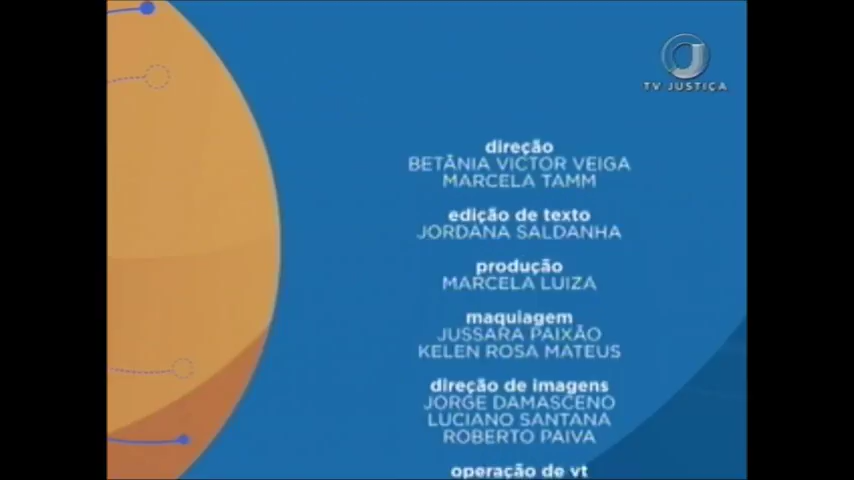 TV JUSTIÇA
direção
BETÂNIA VICTOR VEIGA
MARCELA TAMM
edição de texto
JORDANA SALDANHA
produção
MARCELA LUIZA
maquiagem
JUSSARA PAIXÃO
KELEN ROSA MATEUS
direção de imagens
JORGE DAMASCENO
LUCIANO SANTANA
ROBERTO PAIVA
operação de vt